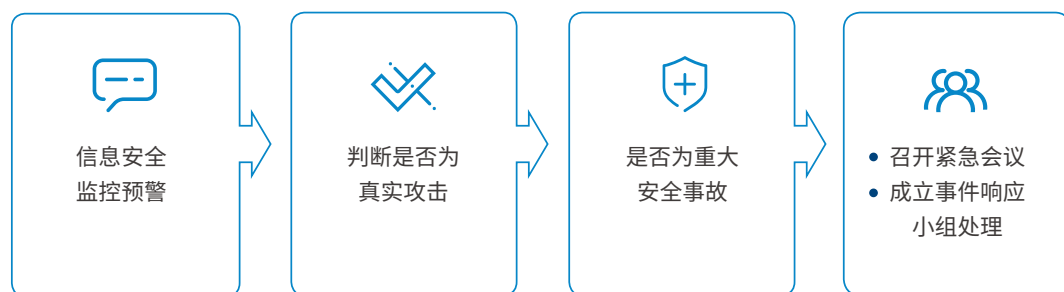 信息安全
监控预警
判断是否为
真实攻击
是否为重大
安全事故
• 召开紧急会议
• 成立事件响应
小组处理